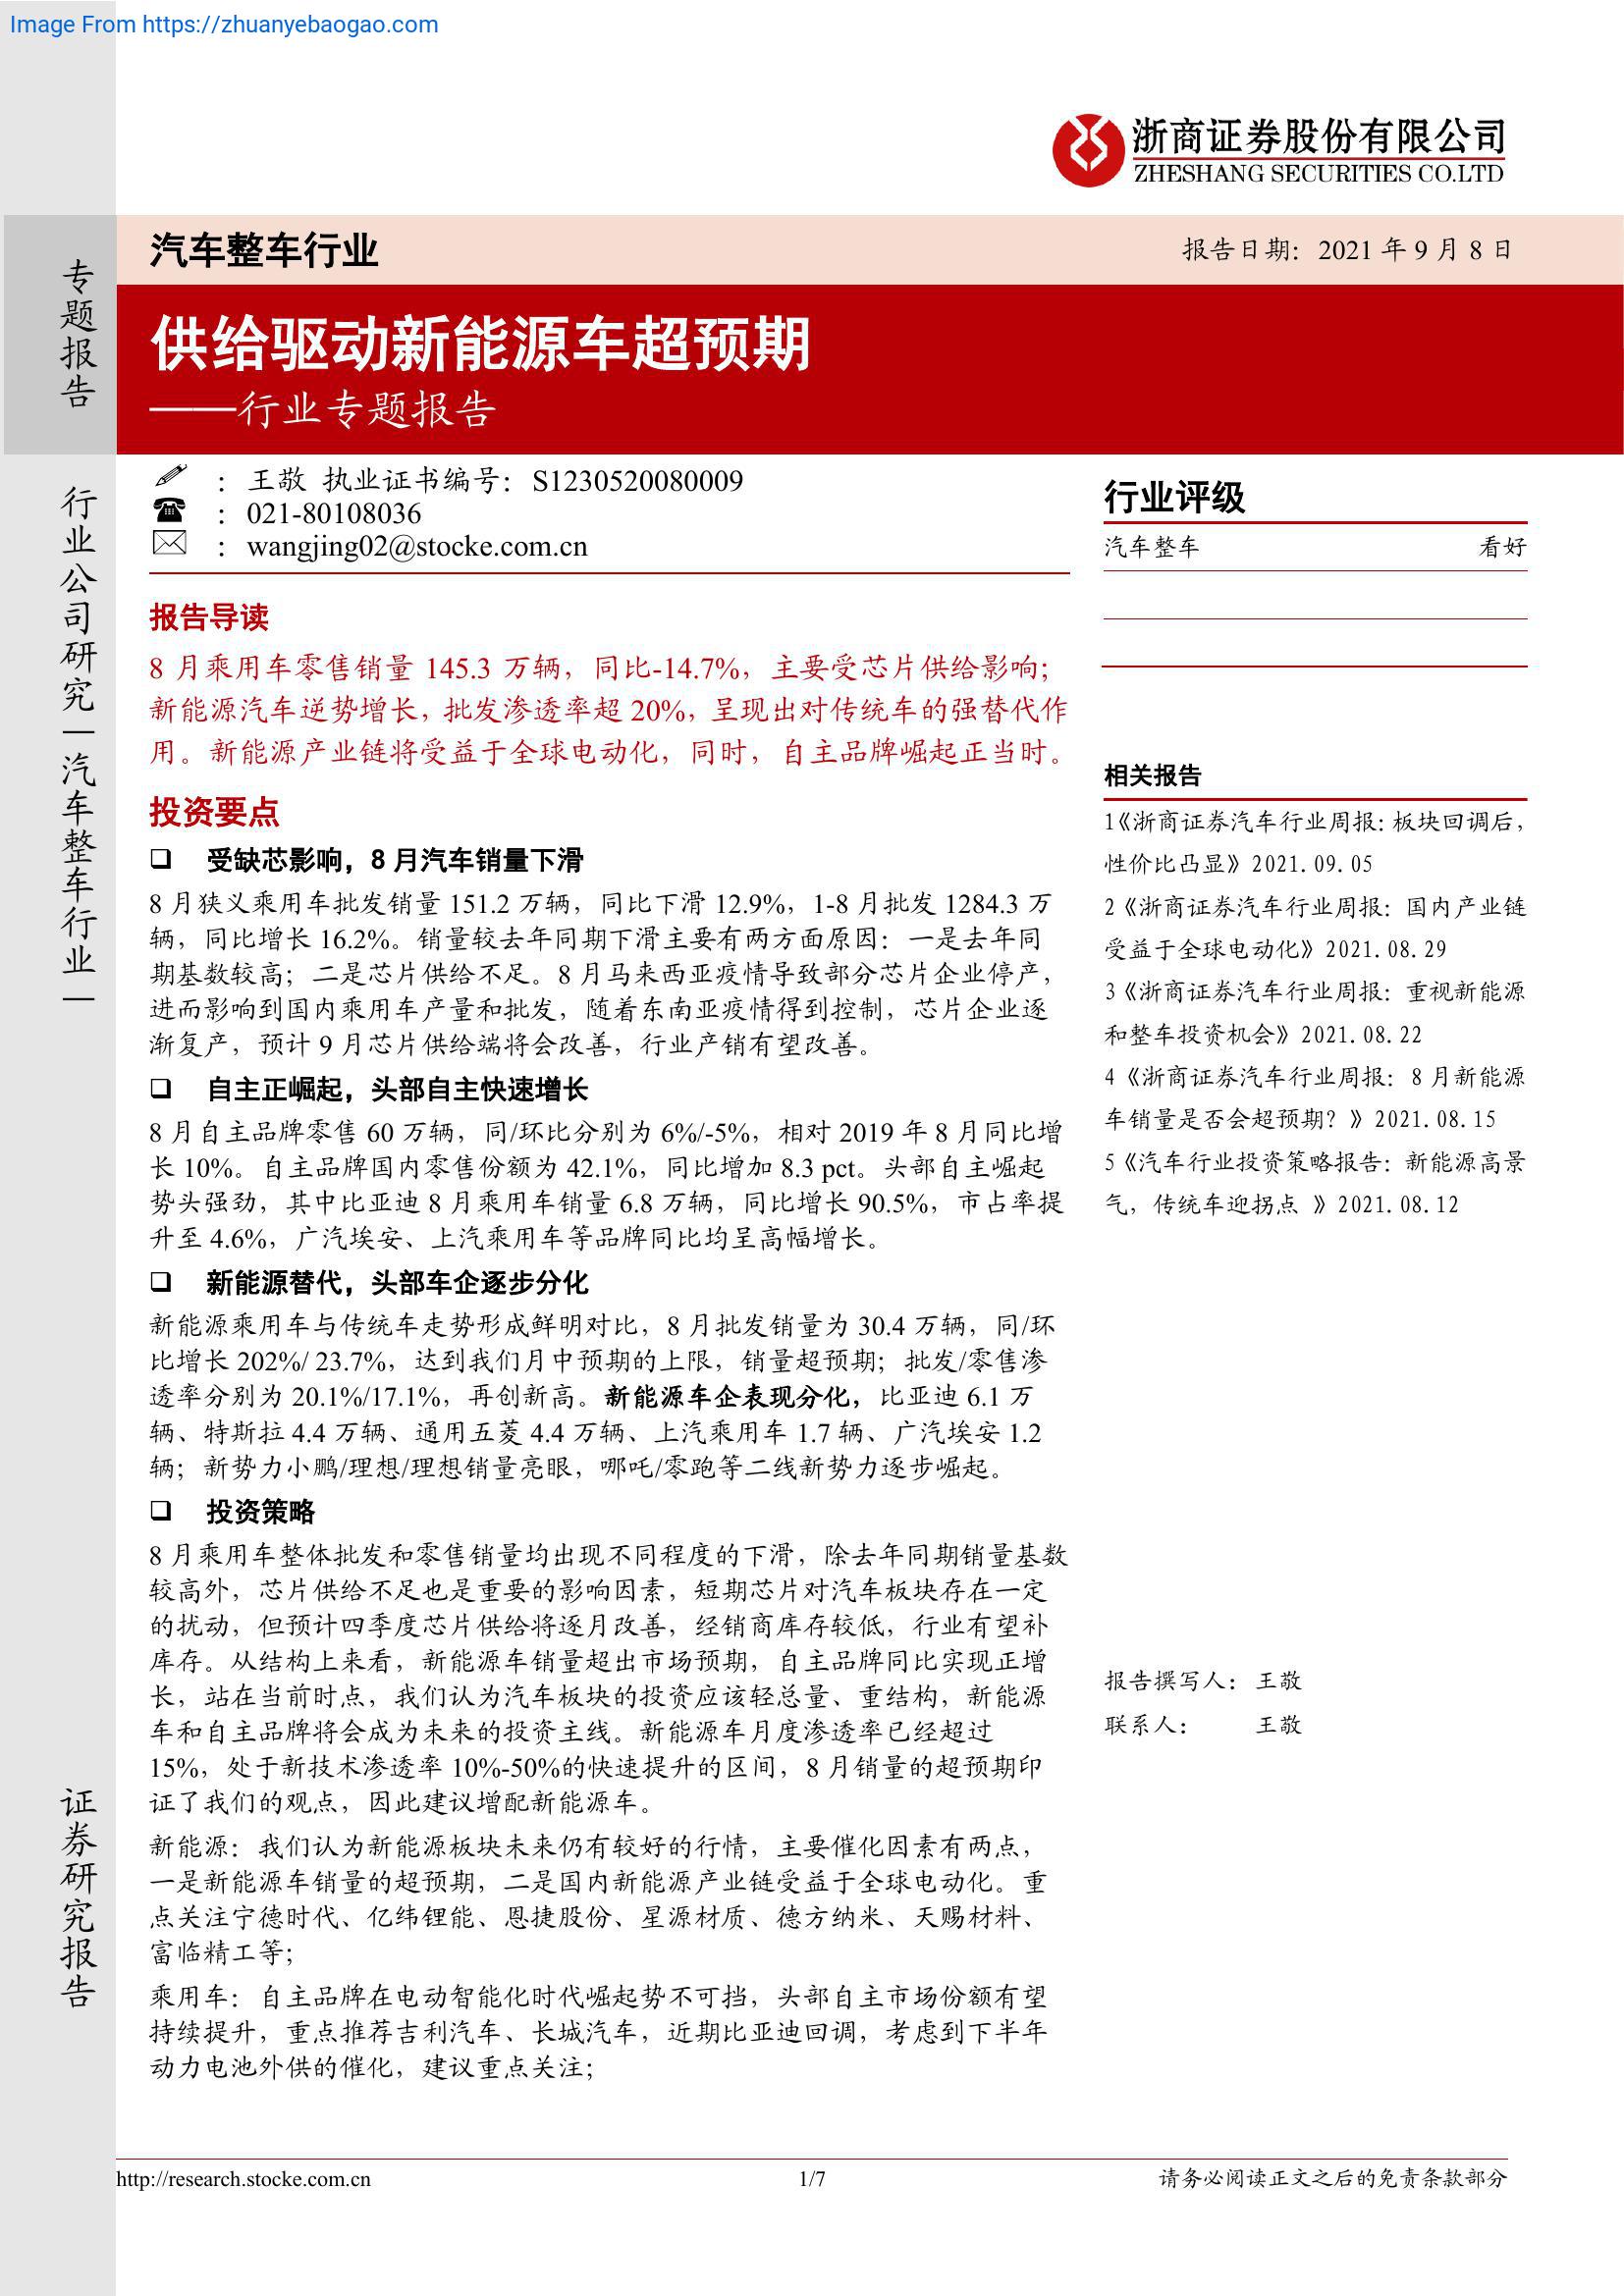 Image From https://zhuanyebaogao.com
浙商证券股份有限公司
ZHESHANG SECURITIES CO.LTD
专题报告
行业公司研究—汽车整车行业—
证券研究报告
汽车整车行业
报告日期：2021 年 9 月 8 日
供给驱动新能源车超预期
——行业专题报告
：王敬 执业证书编号：S1230520080009
：021-80108036
：wangjing02@stocke.com.cn
报告导读
8 月乘用车零售销量 145.3 万辆，同比-14.7%，主要受芯片供给影响；
新能源汽车逆势增长，批发渗透率超 20%，呈现出对传统车的强替代作
用。新能源产业链将受益于全球电动化，同时，自主品牌崛起正当时。
投资要点
❑ 受缺芯影响，8 月汽车销量下滑
8 月狭义乘用车批发销量 151.2 万辆，同比下滑 12.9%，1-8 月批发 1284.3 万
辆，同比增长 16.2%。销量较去年同期下滑主要有两方面原因：一是去年同
期基数较高；二是芯片供给不足。8 月马来西亚疫情导致部分芯片企业停产，
进而影响到国内乘用车产量和批发，随着东南亚疫情得到控制，芯片企业逐
渐复产，预计 9 月芯片供给端将会改善，行业产销有望改善。
❑ 自主正崛起，头部自主快速增长
8 月自主品牌零售 60 万辆，同/环比分别为 6%/-5%，相对 2019 年 8 月同比增
长 10%。自主品牌国内零售份额为 42.1%，同比增加 8.3 pct。头部自主崛起
势头强劲，其中比亚迪 8 月乘用车销量 6.8 万辆，同比增长 90.5%，市占率提
升至 4.6%，广汽埃安、上汽乘用车等品牌同比均呈高幅增长。
❑ 新能源替代，头部车企逐步分化
新能源乘用车与传统车走势形成鲜明对比，8 月批发销量为 30.4 万辆，同/环
比增长 202%/ 23.7%，达到我们月中预期的上限，销量超预期；批发/零售渗
透率分别为 20.1%/17.1%，再创新高。新能源车企表现分化，比亚迪 6.1 万
辆、特斯拉 4.4 万辆、通用五菱 4.4 万辆、上汽乘用车 1.7 辆、广汽埃安 1.2
辆；新势力小鹏/理想/理想销量亮眼，哪吒/零跑等二线新势力逐步崛起。
❑ 投资策略
8 月乘用车整体批发和零售销量均出现不同程度的下滑，除去年同期销量基数
较高外，芯片供给不足也是重要的影响因素，短期芯片对汽车板块存在一定
的扰动，但预计四季度芯片供给将逐月改善，经销商库存较低，行业有望补
库存。从结构上来看，新能源车销量超出市场预期，自主品牌同比实现正增
长，站在当前时点，我们认为汽车板块的投资应该轻总量、重结构，新能源
车和自主品牌将会成为未来的投资主线。新能源车月度渗透率已经超过
15%，处于新技术渗透率 10%-50%的快速提升的区间，8 月销量的超预期印
证了我们的观点，因此建议增配新能源车。
新能源：我们认为新能源板块未来仍有较好的行情，主要催化因素有两点，
一是新能源车销量的超预期，二是国内新能源产业链受益于全球电动化。重
点关注宁德时代、亿纬锂能、恩捷股份、星源材质、德方纳米、天赐材料、
富临精工等；
乘用车：自主品牌在电动智能化时代崛起势不可挡，头部自主市场份额有望
持续提升，重点推荐吉利汽车、长城汽车，近期比亚迪回调，考虑到下半年
动力电池外供的催化，建议重点关注；
行业评级
汽车整车 看好
相关报告
1《浙商证券汽车行业周报：板块回调后，
性价比凸显》2021.09.05
2《浙商证券汽车行业周报：国内产业链
受益于全球电动化》2021.08.29
3《浙商证券汽车行业周报：重视新能源
和整车投资机会》2021.08.22
4《浙商证券汽车行业周报：8 月新能源
车销量是否会超预期？》2021.08.15
5《汽车行业投资策略报告：新能源高景
气，传统车迎拐点 》2021.08.12
报告撰写人： 王敬
联系人： 王敬
http://research.stocke.com.cn
1/7
请务必阅读正文之后的免责条款部分